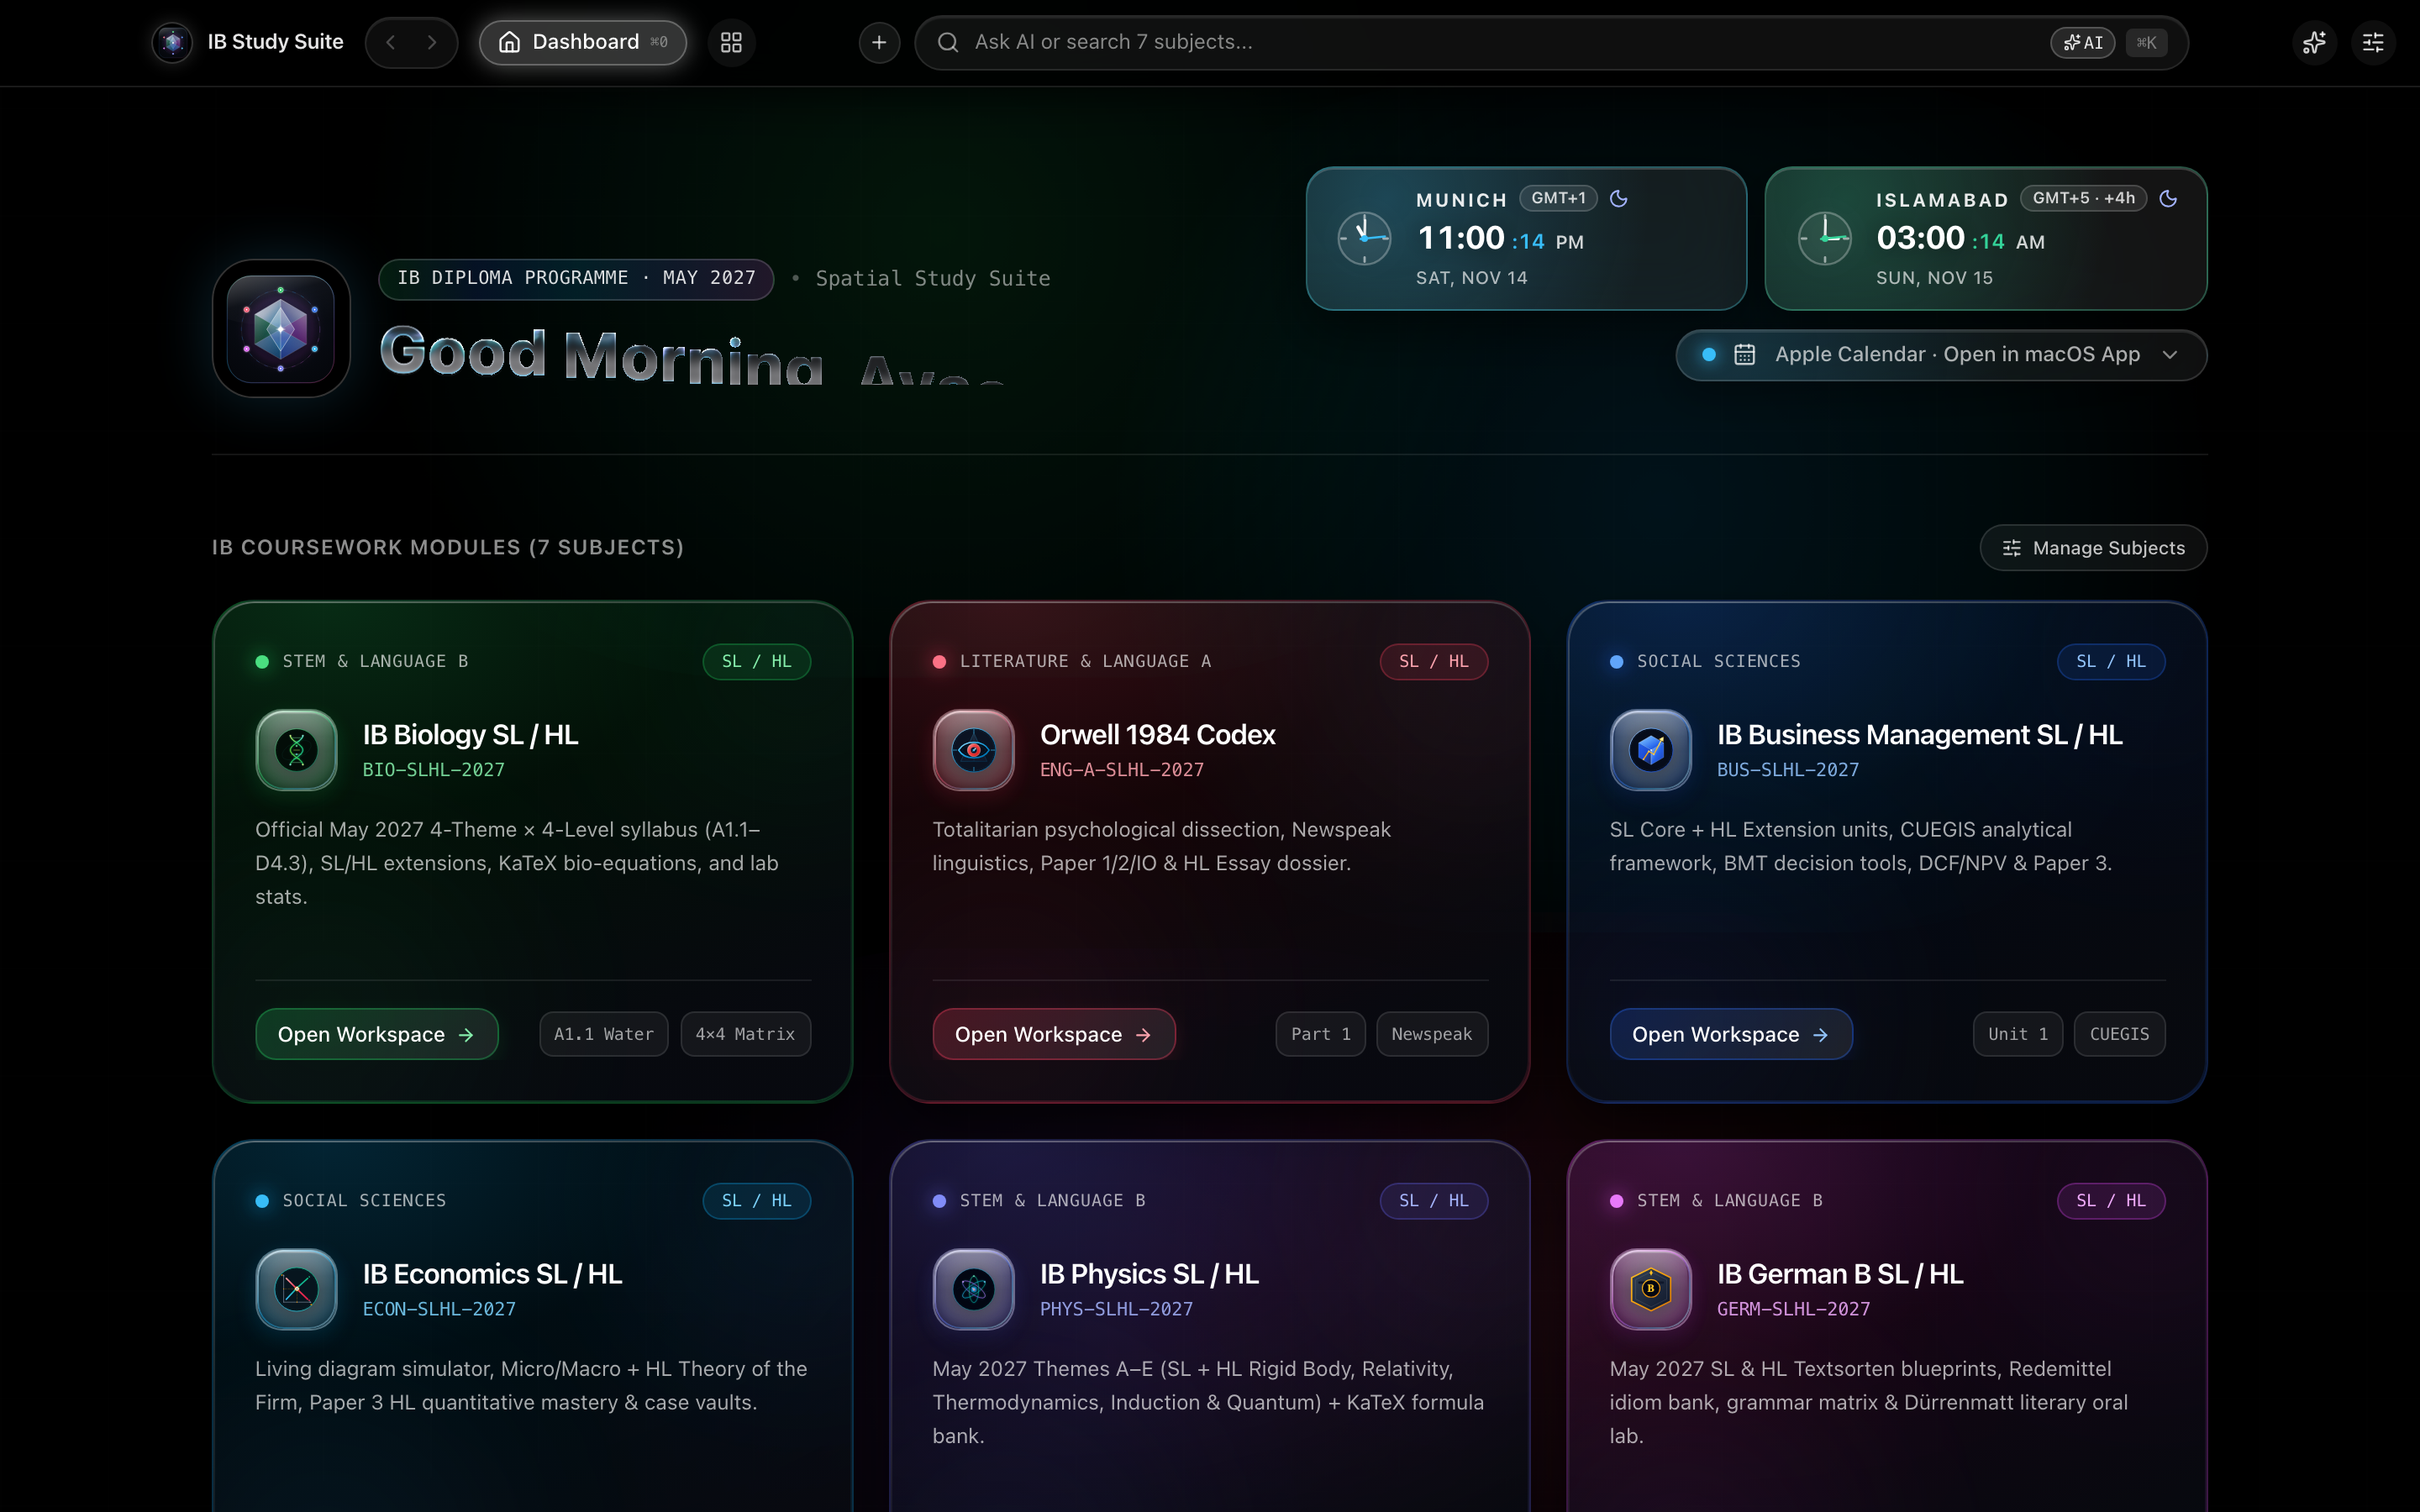 IB Study Suite
Dashboard ⌘0
Ask AI or search 7 subjects...
AI
⌘K
MUNICH GMT+1
11:00 :14 PM
SAT, NOV 14
ISLAMABAD GMT+5 · +4h
03:00 :14 AM
SUN, NOV 15
IB DIPLOMA PROGRAMME · MAY 2027 • Spatial Study Suite
Good Morning
Apple Calendar · Open in macOS App
IB COURSEWORK MODULES (7 SUBJECTS)
Manage Subjects
STEM & LANGUAGE B SL / HL
IB Biology SL / HL
BIO-SLHL-2027
Official May 2027 4-Theme × 4-Level syllabus (A1.1–
D4.3), SL/HL extensions, KaTeX bio-equations, and lab
stats.
Open Workspace → A1.1 Water 4×4 Matrix
LITERATURE & LANGUAGE A SL / HL
Orwell 1984 Codex
ENG-A-SLHL-2027
Totalitarian psychological dissection, Newspeak
linguistics, Paper 1/2/IO & HL Essay dossier.
Open Workspace → Part 1 Newspeak
SOCIAL SCIENCES SL / HL
IB Business Management SL / HL
BUS-SLHL-2027
SL Core + HL Extension units, CUEGIS analytical
framework, BMT decision tools, DCF/NPV & Paper 3.
Open Workspace → Unit 1 CUEGIS
SOCIAL SCIENCES SL / HL
IB Economics SL / HL
ECON-SLHL-2027
Living diagram simulator, Micro/Macro + HL Theory of the
Firm, Paper 3 HL quantitative mastery & case vaults.
STEM & LANGUAGE B SL / HL
IB Physics SL / HL
PHYS-SLHL-2027
May 2027 Themes A–E (SL + HL Rigid Body, Relativity,
Thermodynamics, Induction & Quantum) + KaTeX formula
bank.
STEM & LANGUAGE B SL / HL
B
IB German B SL / HL
GERM-SLHL-2027
May 2027 SL & HL Textsorten blueprints, Redemittel
idiom bank, grammar matrix & Dürrenmatt literary oral
lab.